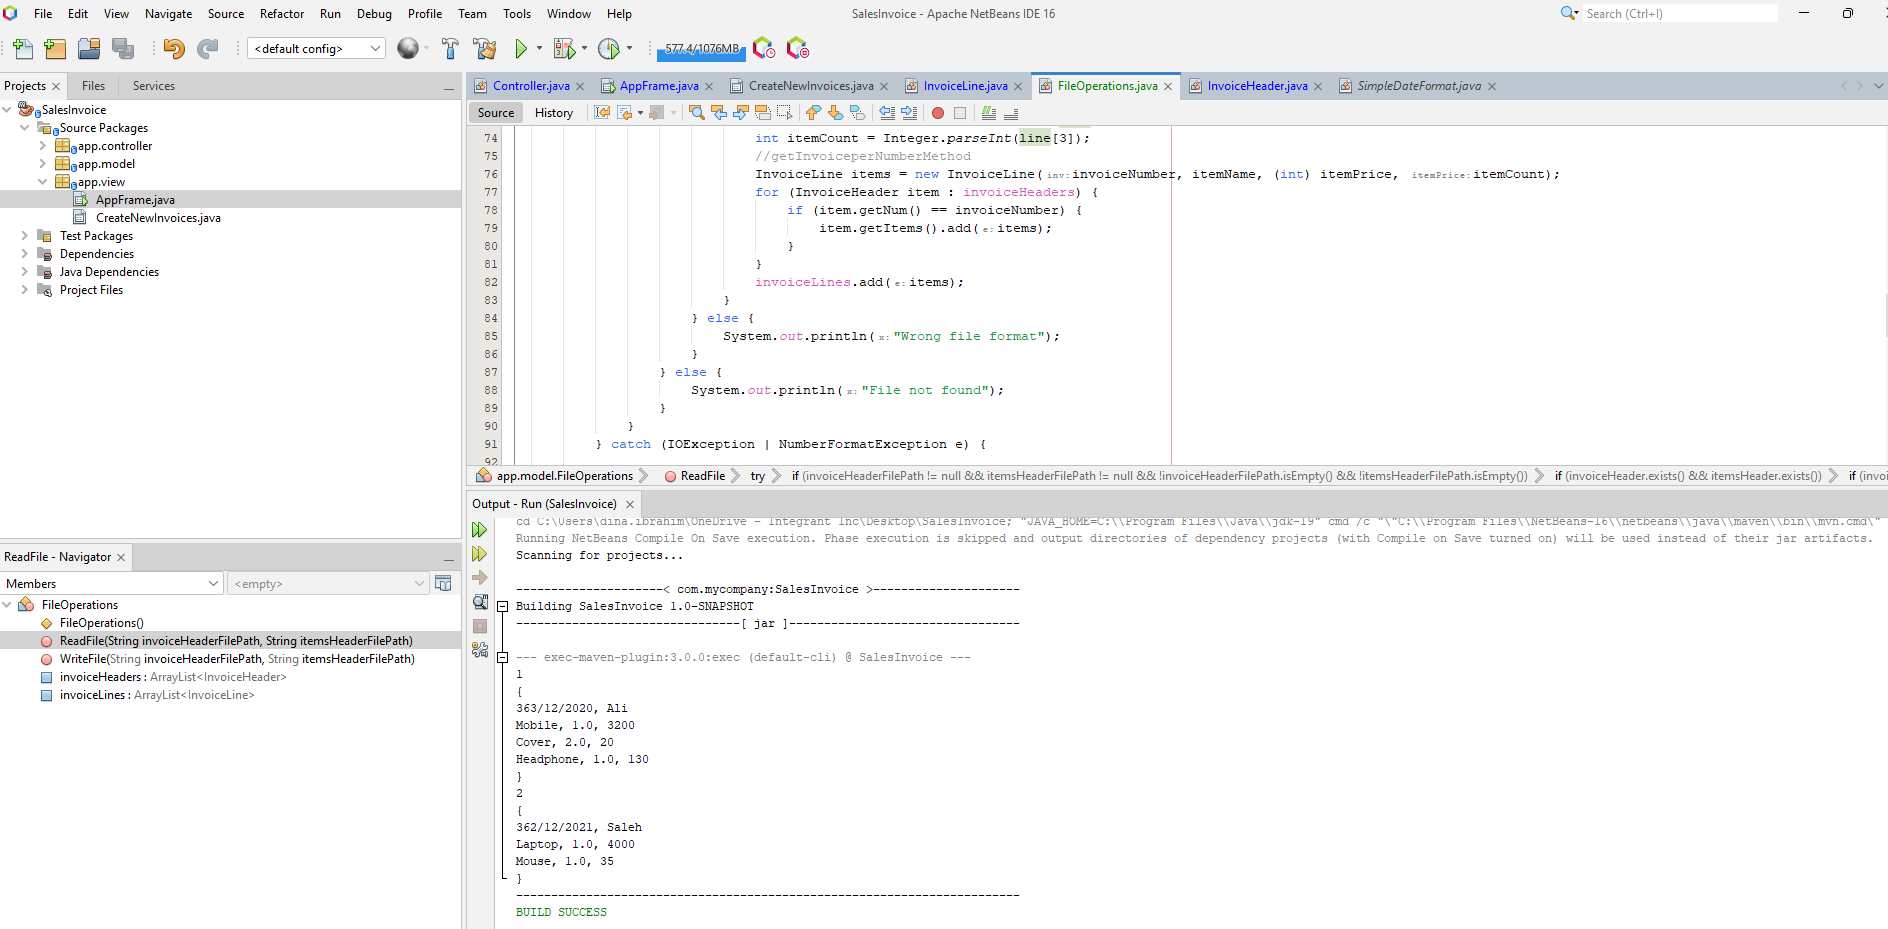 File Edit View Navigate Source Refactor Run Debug Profile Team Tools Window Help
SalesInvoice - Apache NetBeans IDE 16
Search (Ctrl+I)
<default config>
577.4/1076MB
Projects Files Services
SalesInvoice
Source Packages
app.controller
app.model
app.view
AppFrame.java
CreateNewInvoices.java
Test Packages
Dependencies
Java Dependencies
Project Files
ReadFile - Navigator
Members <empty>
FileOperations
FileOperations()
ReadFile(String invoiceHeaderFilePath, String itemsHeaderFilePath)
WriteFile(String invoiceHeaderFilePath, String itemsHeaderFilePath)
invoiceHeaders : ArrayList<InvoiceHeader>
invoiceLines : ArrayList<InvoiceLine>
Controller.java AppFrame.java CreateNewInvoices.java InvoiceLine.java FileOperations.java InvoiceHeader.java SimpleDateFormat.java
Source History
74 int itemCount = Integer.parseInt(line[3]);
75 //getInvoiceperNumberMethod
76 InvoiceLine items = new InvoiceLine( inv: invoiceNumber, itemName, (int) itemPrice, itemPrice: itemCount);
77 for (InvoiceHeader item : invoiceHeaders) {
78 if (item.getNum() == invoiceNumber) {
79 item.getItems().add( e: items);
80 }
81 }
82 invoiceLines.add( e: items);
83 }
84 } else {
85 System.out.println( x: "Wrong file format");
86 }
87 } else {
88 System.out.println( x: "File not found");
89 }
90 }
91 } catch (IOException | NumberFormatException e) {
92
app.model.FileOperations ReadFile try if (invoiceHeaderFilePath != null && itemsHeaderFilePath != null && !invoiceHeaderFilePath.isEmpty() && !itemsHeaderFilePath.isEmpty()) if (invoiceHeader.exists() && itemsHeader.exists()) if (invoi
Output - Run (SalesInvoice)
cd C:\Users\dina.ibrahim\OneDrive - Integrant Inc\Desktop\SalesInvoice; "JAVA_HOME=C:\\Program Files\\Java\\jdk-19" cmd /c "\"C:\\Program Files\\NetBeans-16\\netbeans\\java\\maven\\bin\\mvn.cmd\"
Running NetBeans Compile On Save execution. Phase execution is skipped and output directories of dependency projects (with Compile on Save turned on) will be used instead of their jar artifacts.
Scanning for projects...
---------------------< com.mycompany:SalesInvoice >---------------------
Building SalesInvoice 1.0-SNAPSHOT
--------------------------------[ jar ]---------------------------------
--- exec-maven-plugin:3.0.0:exec (default-cli) @ SalesInvoice ---
1
{
363/12/2020, Ali
Mobile, 1.0, 3200
Cover, 2.0, 20
Headphone, 1.0, 130
}
2
{
362/12/2021, Saleh
Laptop, 1.0, 4000
Mouse, 1.0, 35
}
------------------------------------------------------------------------
BUILD SUCCESS